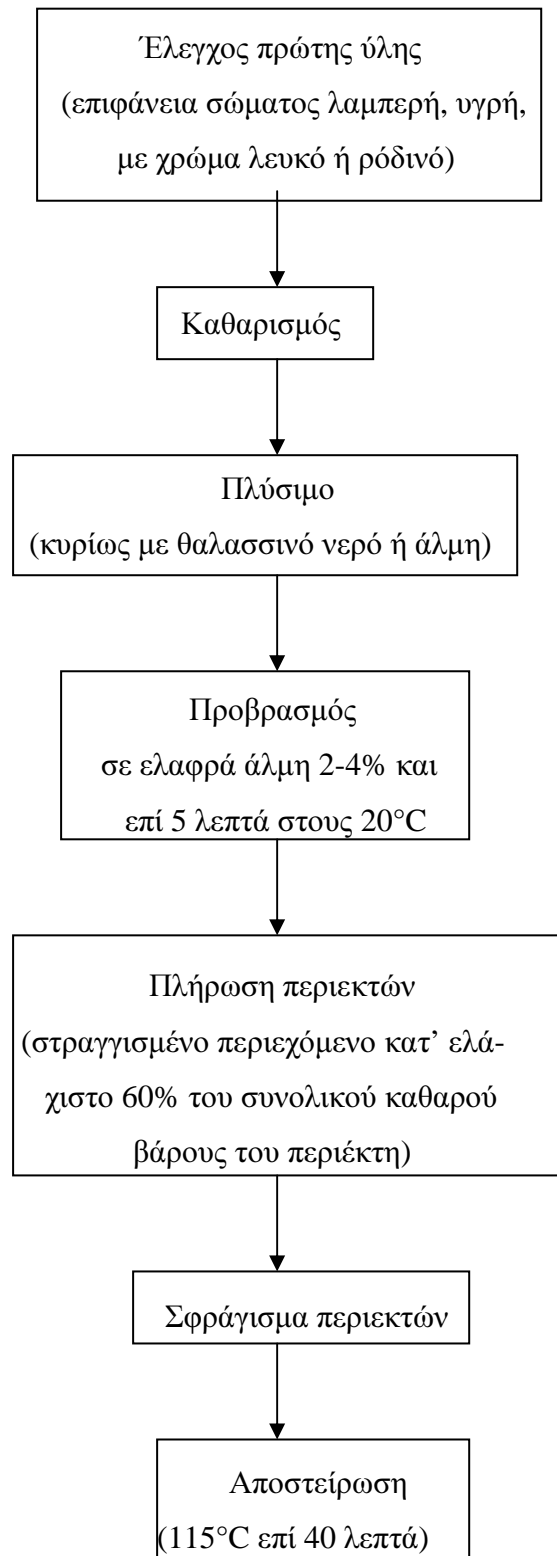 Έλεγχος πρώτης ύλης
(επιφάνεια σώματος λαμπερή, υγρή,
με χρώμα λευκό ή ρόδινό)
Καθαρισμός
Πλύσιμο
(κυρίως με θαλασσινό νερό ή άλμη)
Προβρασμός
σε ελαφρά άλμη 2-4% και
επί 5 λεπτά στους 20°C
Πλήρωση περιεκτών
(στραγγισμένο περιεχόμενο κατ’ ελά-
χιστο 60% του συνολικού καθαρού
βάρους του περιέκτη)
Σφράγισμα περιεκτών
Αποστείρωση
(115°C επί 40 λεπτά)